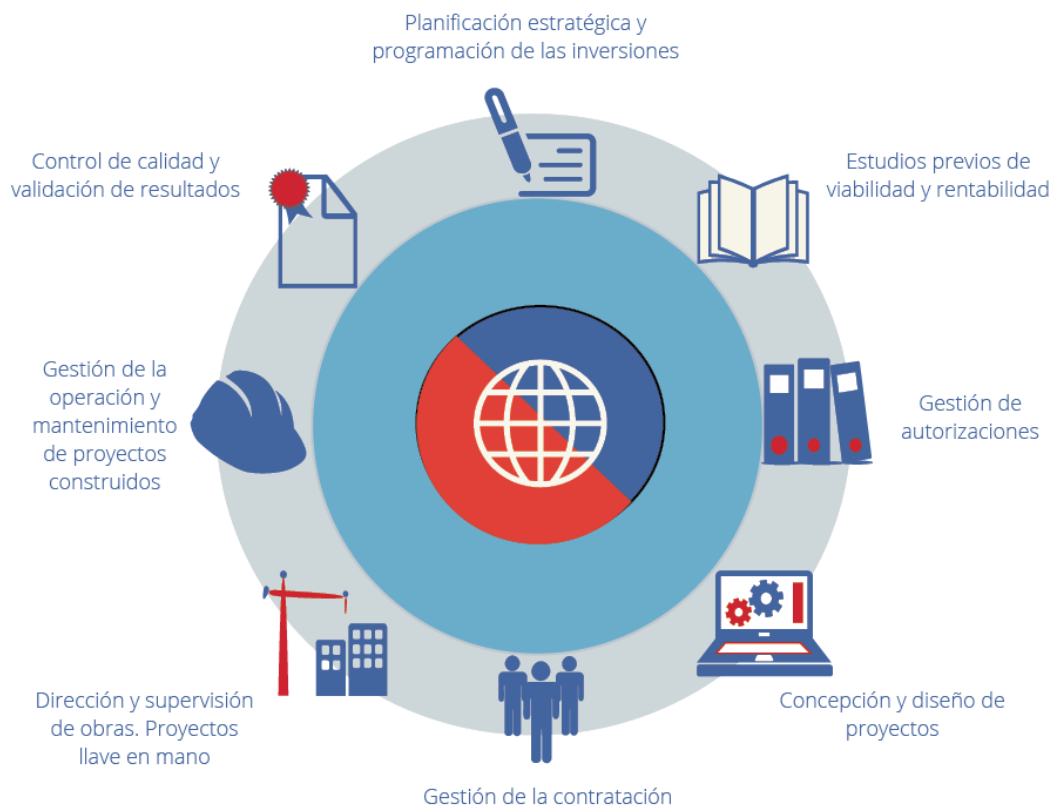 Planificación estratégica y
programación de las inversiones
Estudios previos de
viabilidad y rentabilidad
Gestión de
autorizaciones
Concepción y diseño de
proyectos
Gestión de la contratación
Dirección y supervisión
de obras. Proyectos
llave en mano
Gestión de la
operación y
mantenimiento
de proyectos
construidos
Control de calidad y
validación de resultados